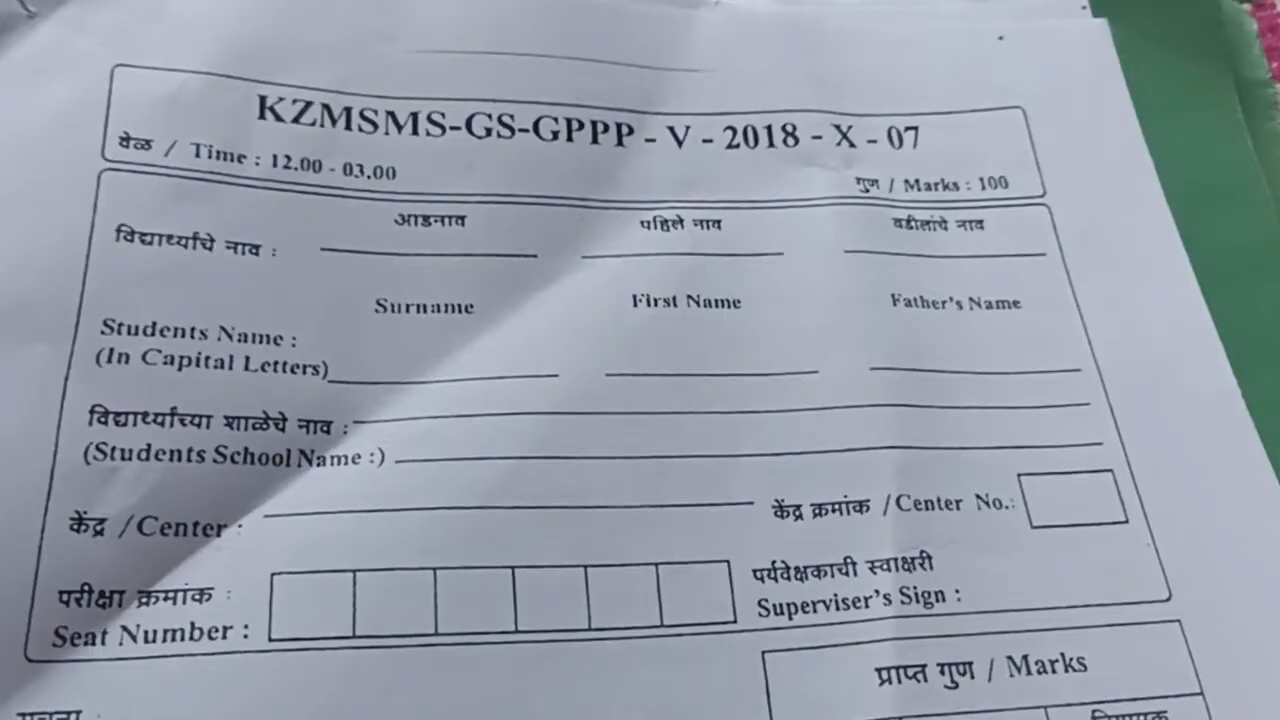 KZMSMS-GS-GPPP - V - 2018 - X - 07
वेळ / Time : 12.00 - 03.00 गुण / Marks : 100
आडनाव पहिले नाव वडीलांचे नाव
विद्यार्थ्यांचे नाव :
Surname First Name Father's Name
Students Name :
(In Capital Letters)
विद्यार्थ्यांच्या शाळेचे नाव :
(Students School Name :)
केंद्र /Center : केंद्र क्रमांक /Center No.:
परीक्षा क्रमांक : पर्यवेक्षकाची स्वाक्षरी
Seat Number : Superviser's Sign :
प्राप्त गुण / Marks